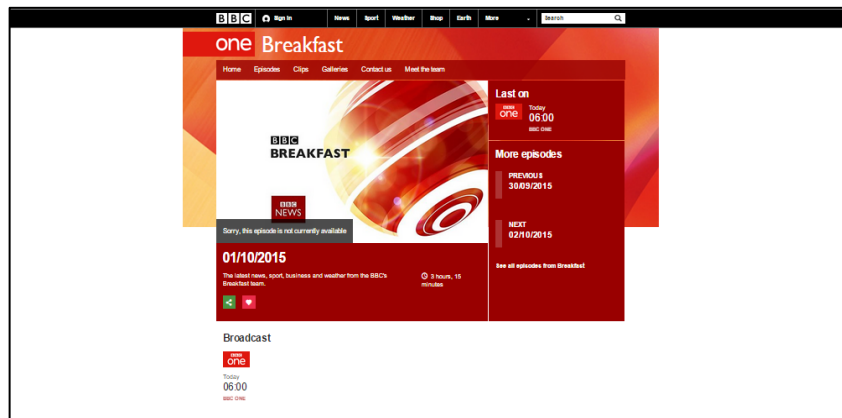 BBC Sign in News Sport Weather Shop Earth More Search
one Breakfast
Home Episodes Clips Galleries Contact us Meet the team
BBC
BREAKFAST
BBC
NEWS
Sorry, this episode is not currently available
01/10/2015
The latest news, sport, business and weather from the BBC's
Breakfast team.
3 hours, 15
minutes
Last on
BBC
one
Today
06:00
BBC ONE
More episodes
PREVIOUS
30/09/2015
NEXT
02/10/2015
See all episodes from Breakfast
Broadcast
BBC
one
Today
06:00
BBC ONE